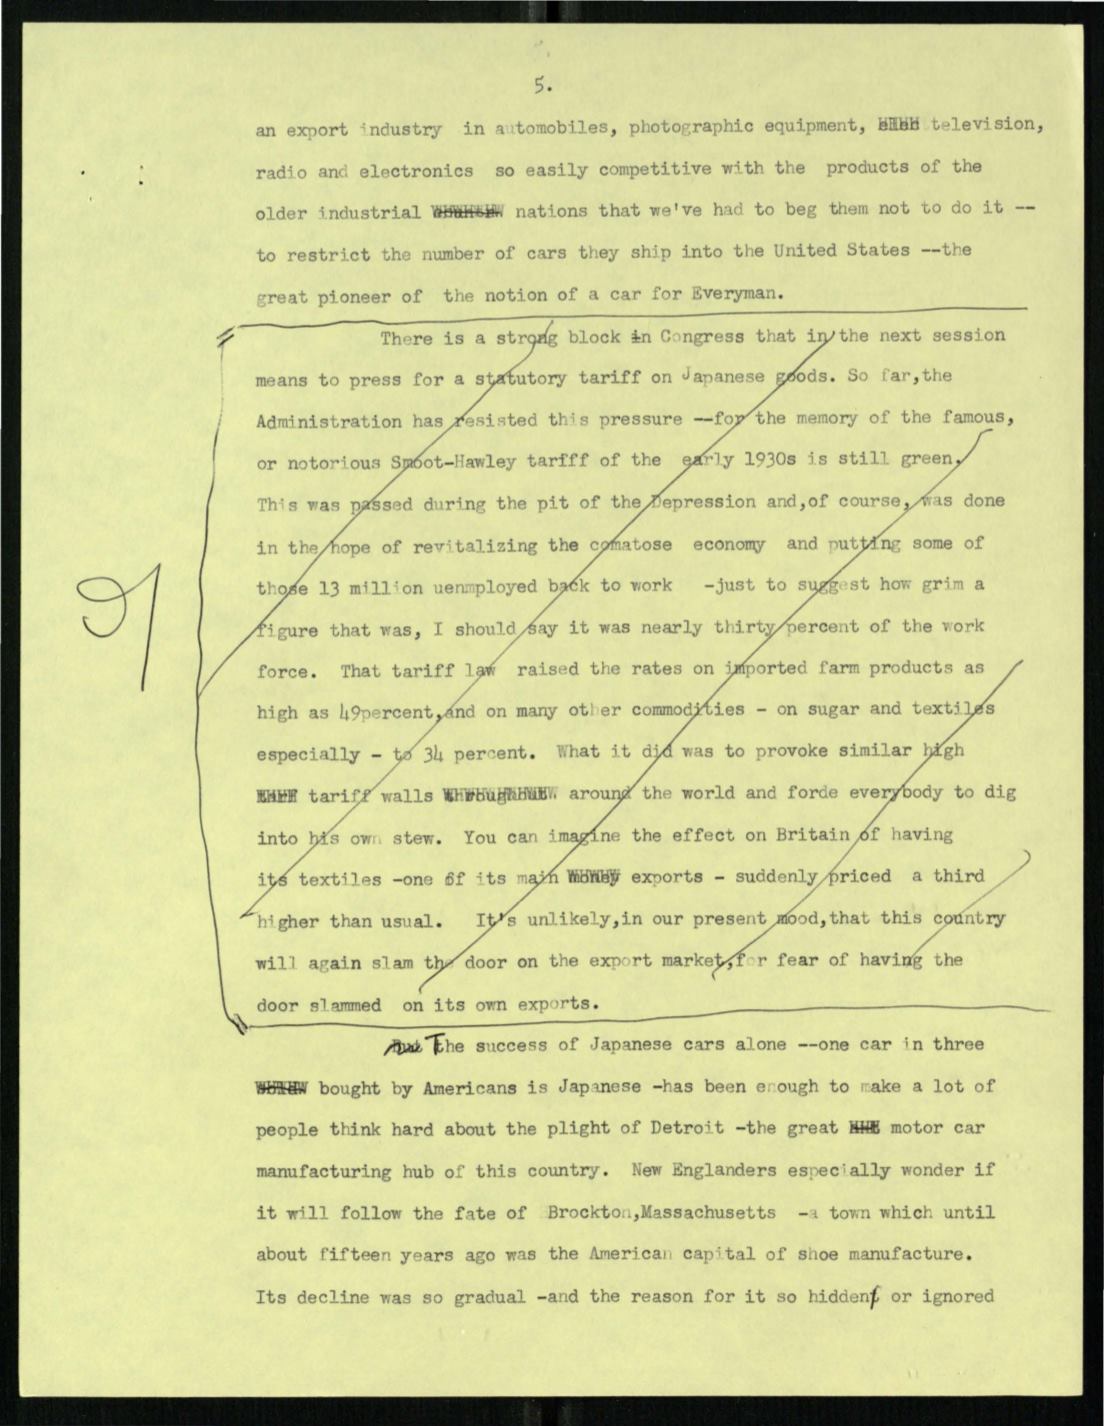 5.
an export industry in automobiles, photographic equipment, television,
radio and electronics so easily competitive with the products of the
older industrial nations that we've had to beg them not to do it --
to restrict the number of cars they ship into the United States --the
great pioneer of the notion of a car for Everyman.
There is a strong block in Congress that in the next session
means to press for a statutory tariff on Japanese goods. So far,the
Administration has resisted this pressure --for the memory of the famous,
or notorious Smoot-Hawley tarfff of the early 1930s is still green.
This was passed during the pit of the Depression and,of course, was done
in the hope of revitalizing the comatose economy and putting some of
those 13 million uenmployed back to work -just to suggest how grim a
figure that was, I should say it was nearly thirty percent of the work
force. That tariff law raised the rates on imported farm products as
high as 49percent,and on many other commodities - on sugar and textiles
especially - to 34 percent. What it did was to provoke similar high
tariff walls throughout around the world and forde everybody to dig
into his own stew. You can imagine the effect on Britain of having
its textiles -one of its main money exports - suddenly priced a third
higher than usual. It's unlikely,in our present mood,that this country
will again slam the door on the export market,for fear of having the
door slammed on its own exports.
But The success of Japanese cars alone --one car in three
bought by Americans is Japanese -has been enough to make a lot of
people think hard about the plight of Detroit -the great motor car
manufacturing hub of this country. New Englanders especially wonder if
it will follow the fate of Brockton,Massachusetts -a town which until
about fifteen years ago was the American capital of shoe manufacture.
Its decline was so gradual -and the reason for it so hidden or ignored